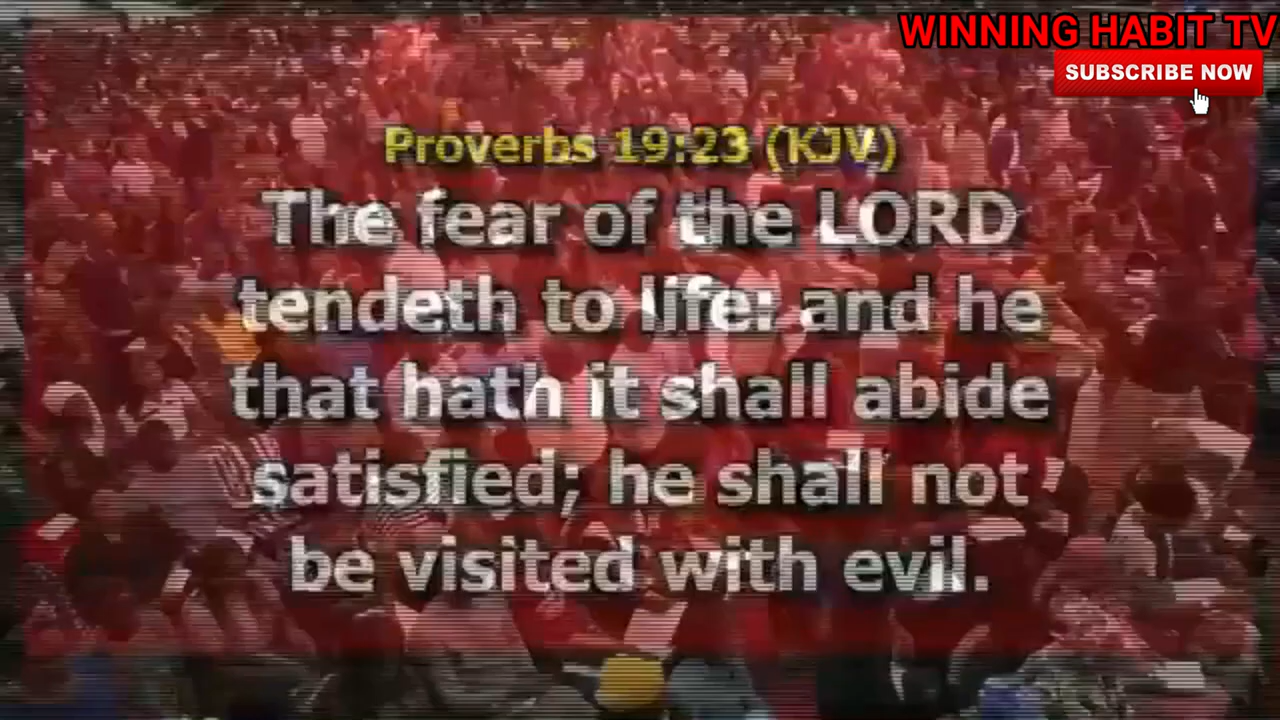 WINNING HABIT TV
SUBSCRIBE NOW
Proverbs 19:23 (KJV)
The fear of the LORD
tendeth to life: and he
that hath it shall abide
satisfied; he shall not
be visited with evil.